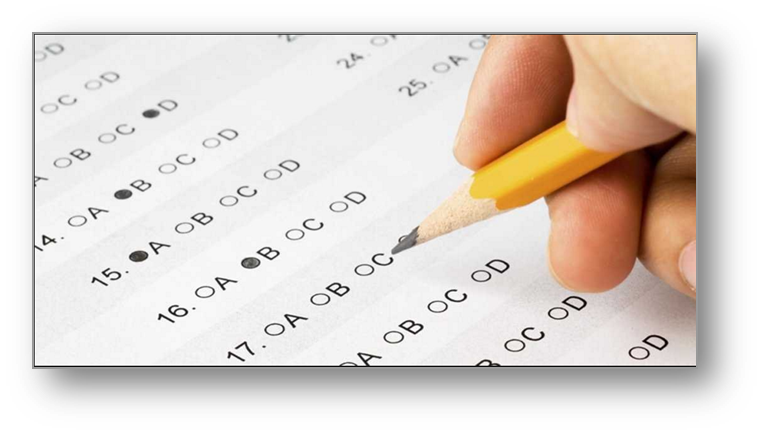 D
C D
A B C D
14. A B C D
15. A B C D
16. A B C D
17. A B C
A B C D
B C D
D
24. A
25. A